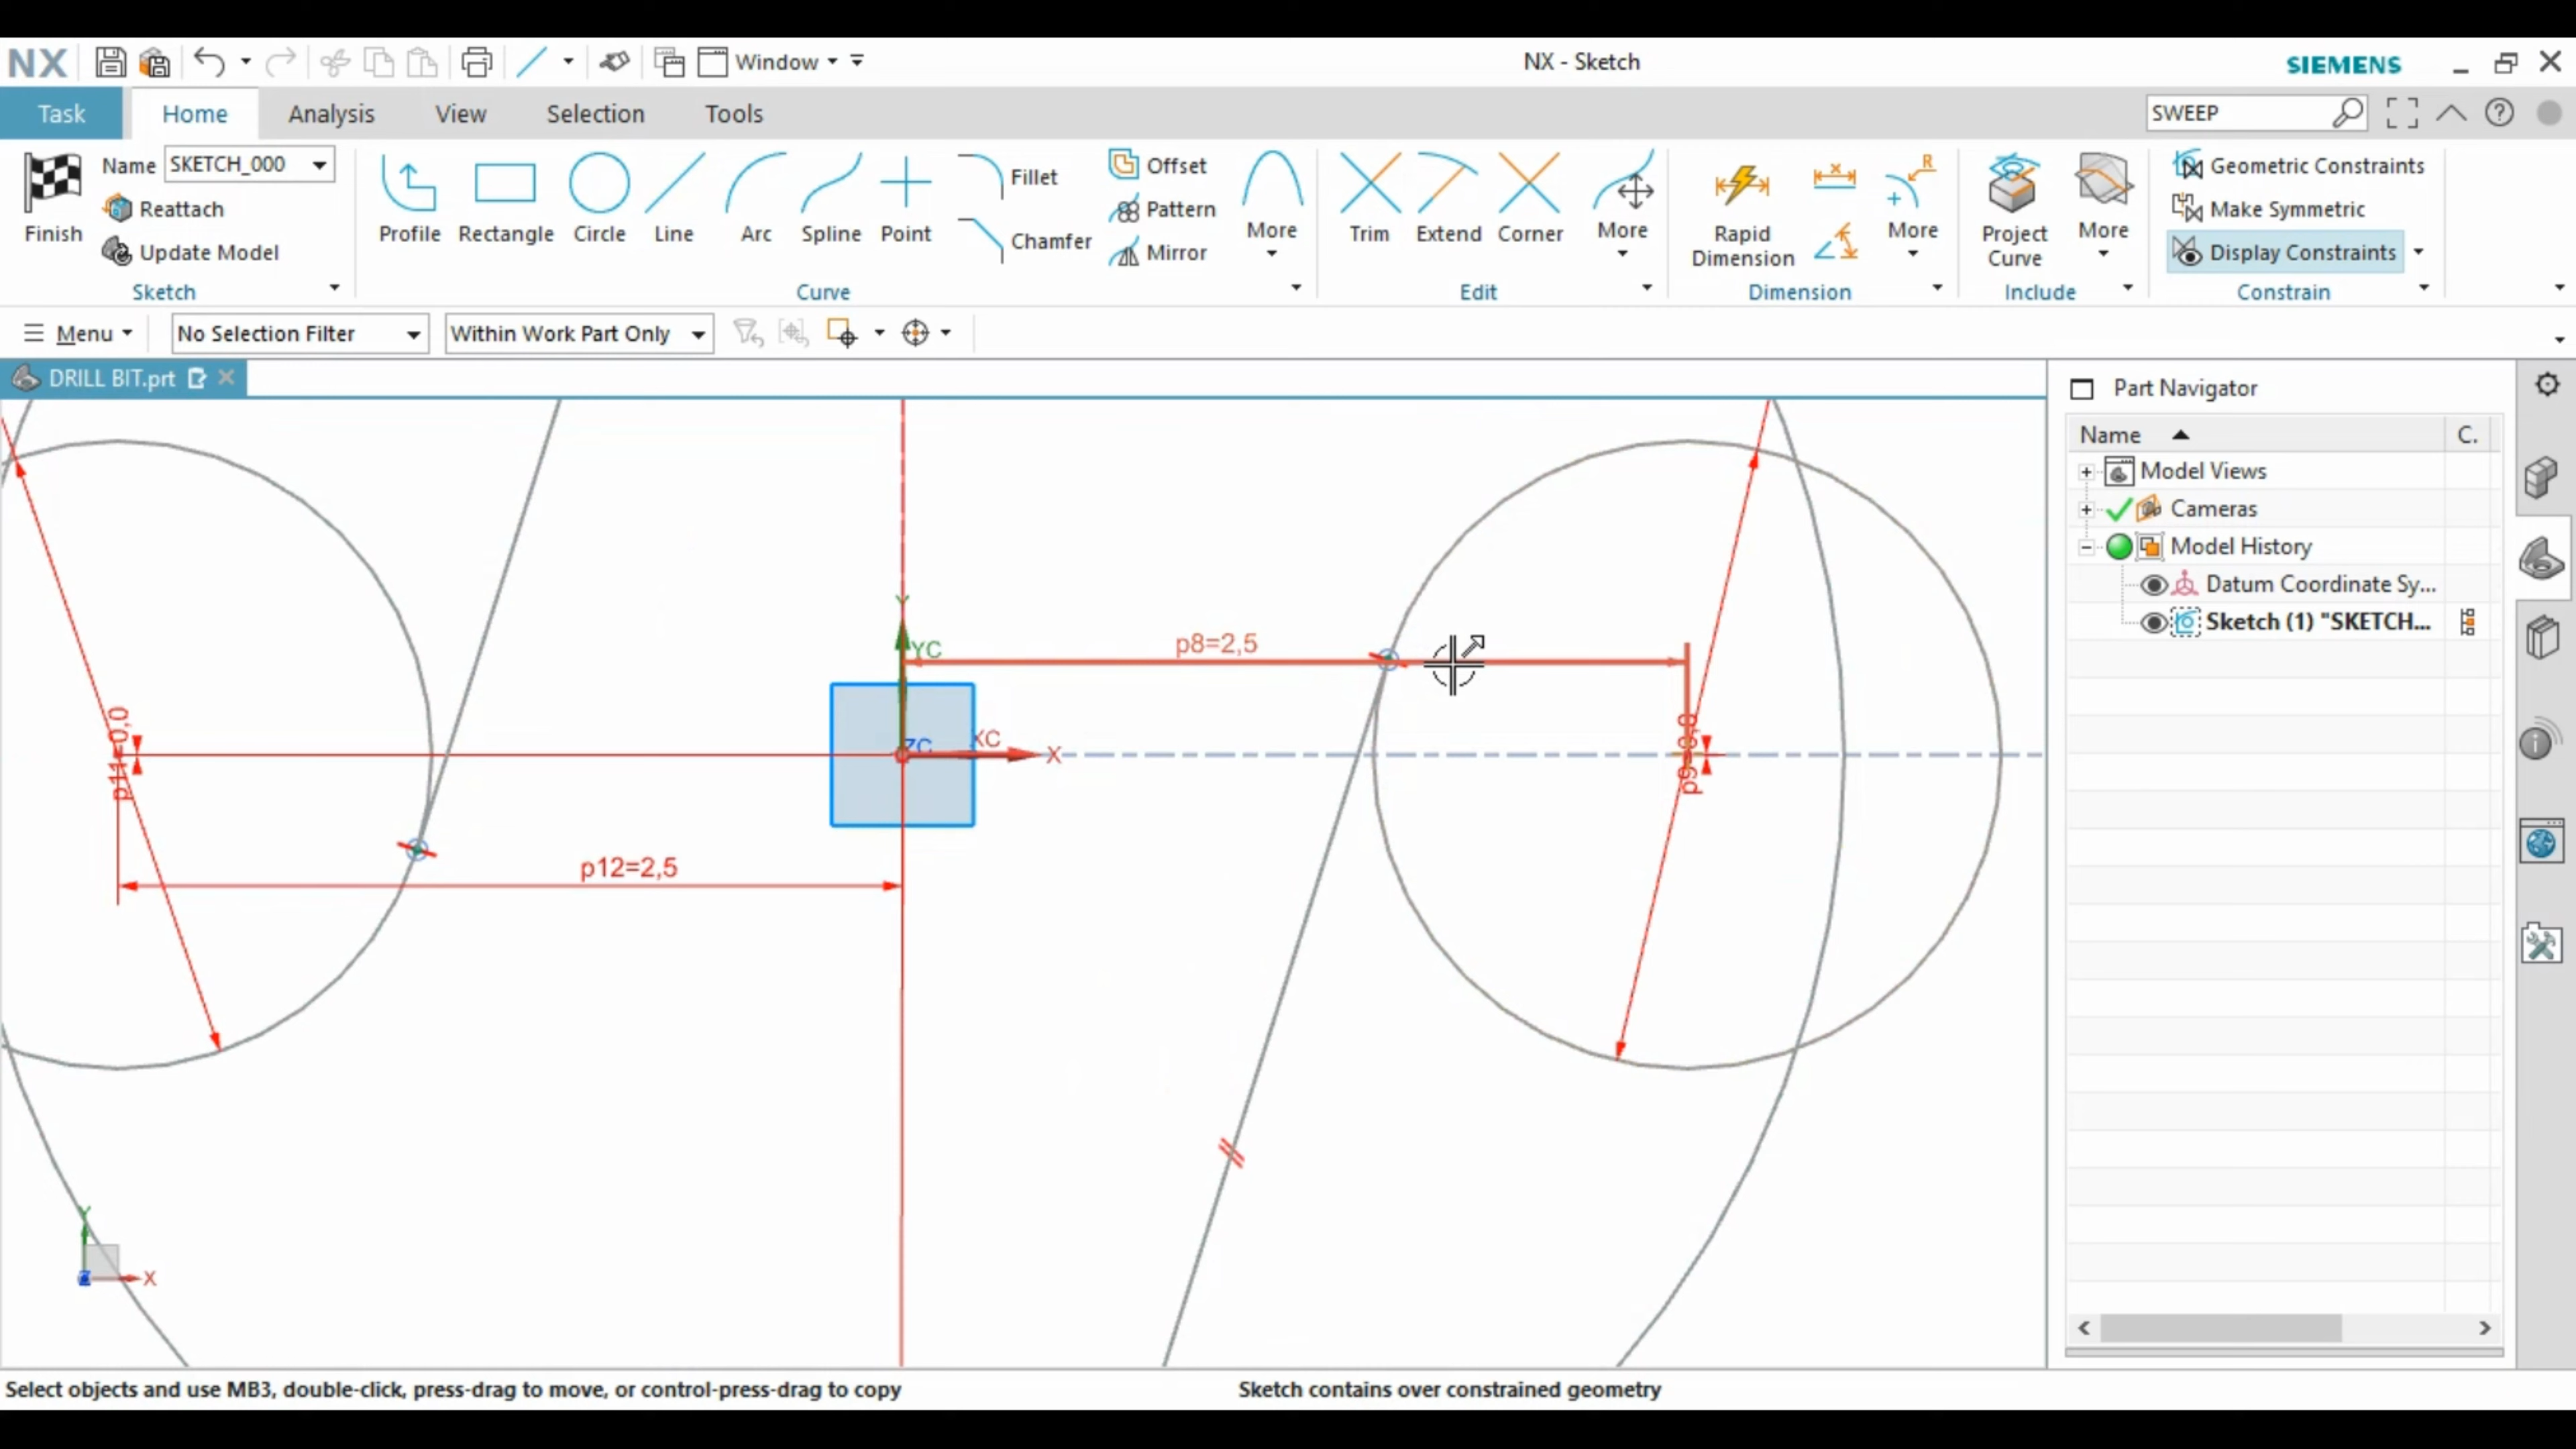 NX
Window
NX - Sketch
SIEMENS
Task
Home
Analysis
View
Selection
Tools
SWEEP
Finish
Name
SKETCH_000
Reattach
Update Model
Sketch
Profile
Rectangle
Circle
Line
Arc
Spline
Point
Fillet
Chamfer
Offset
Pattern
Mirror
More
Curve
Trim
Extend
Corner
More
Edit
Rapid
Dimension
More
Dimension
Project
Curve
More
Include
Geometric Constraints
Make Symmetric
Display Constraints
Constrain
Menu
No Selection Filter
Within Work Part Only
DRILL BIT.prt
Part Navigator
Name
C.
Model Views
Cameras
Model History
Datum Coordinate Sy...
Sketch (1) "SKETCH...
Y
YC
p8=2,5
ZC
XC
X
p12=2,5
Y
Z
X
Select objects and use MB3, double-click, press-drag to move, or control-press-drag to copy
Sketch contains over constrained geometry